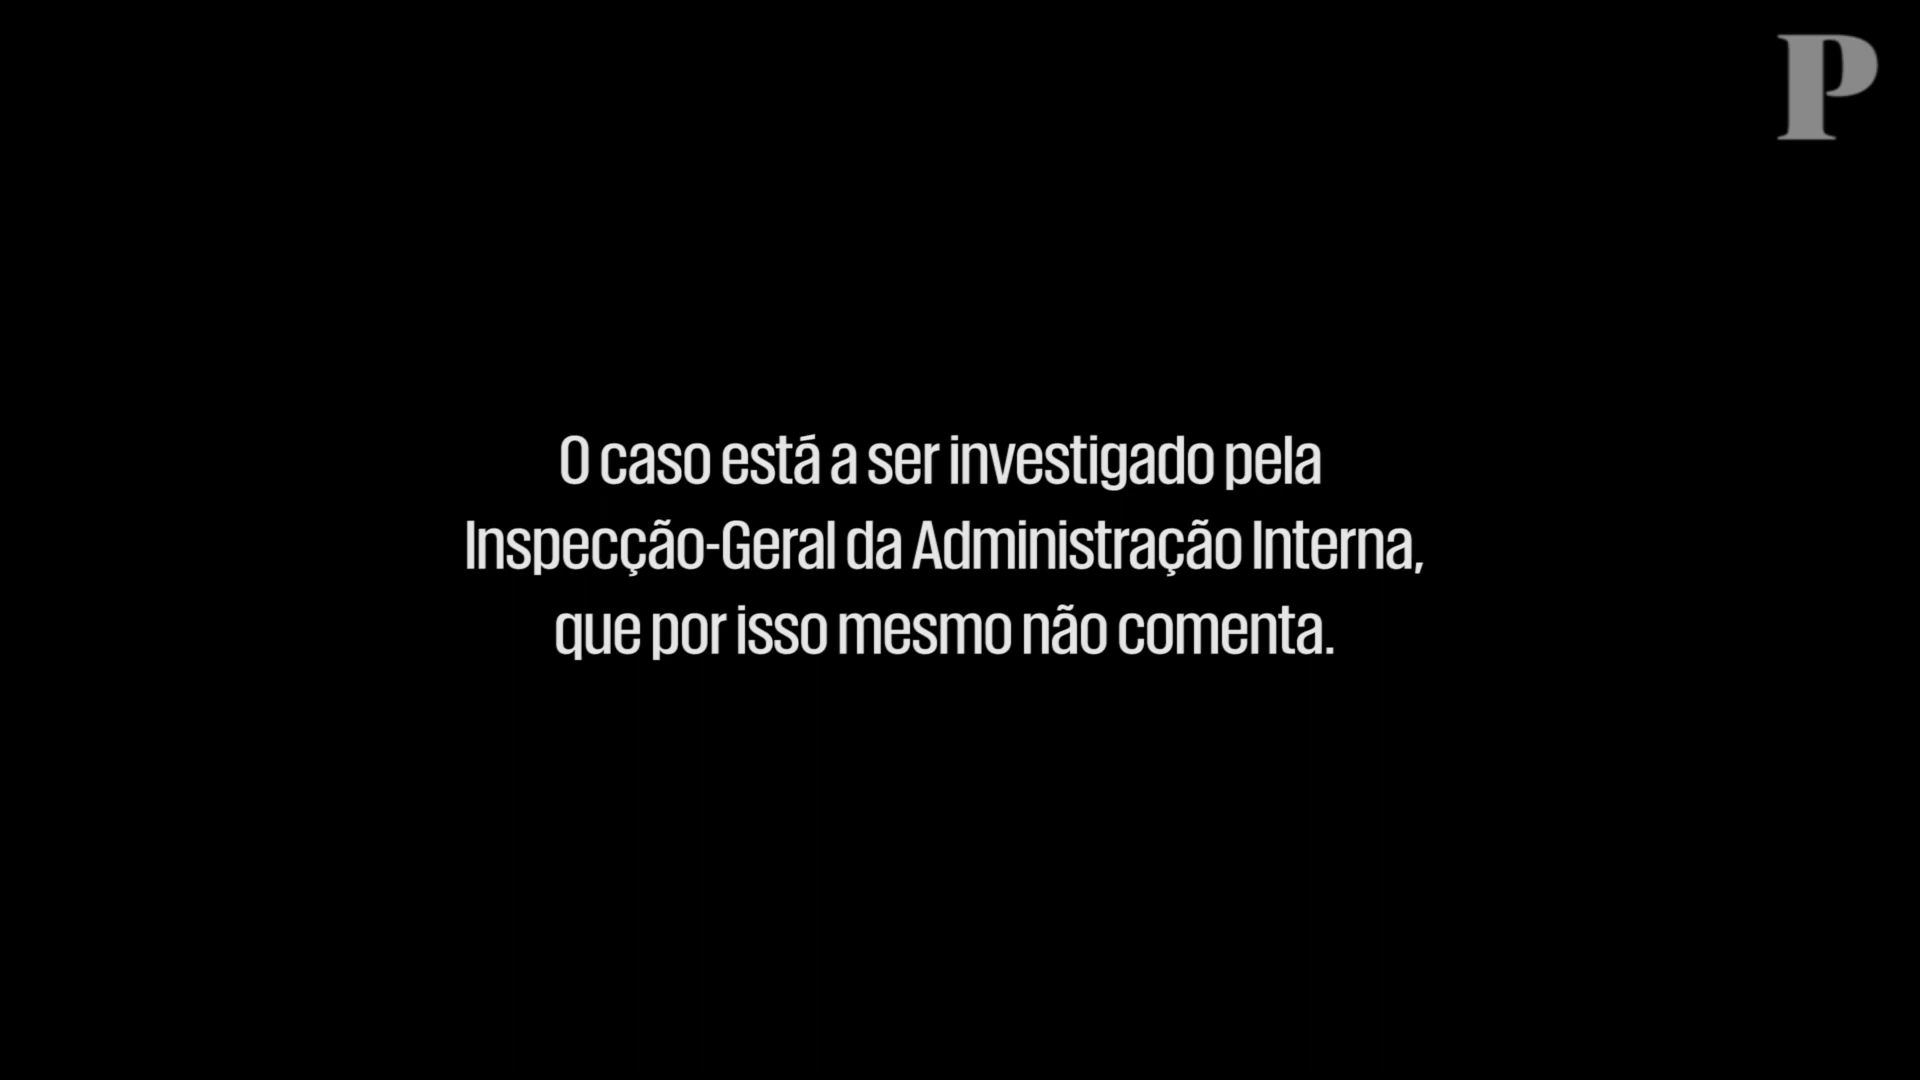 P
O caso está a ser investigado pela
Inspecção-Geral da Administração Interna,
que por isso mesmo não comenta.